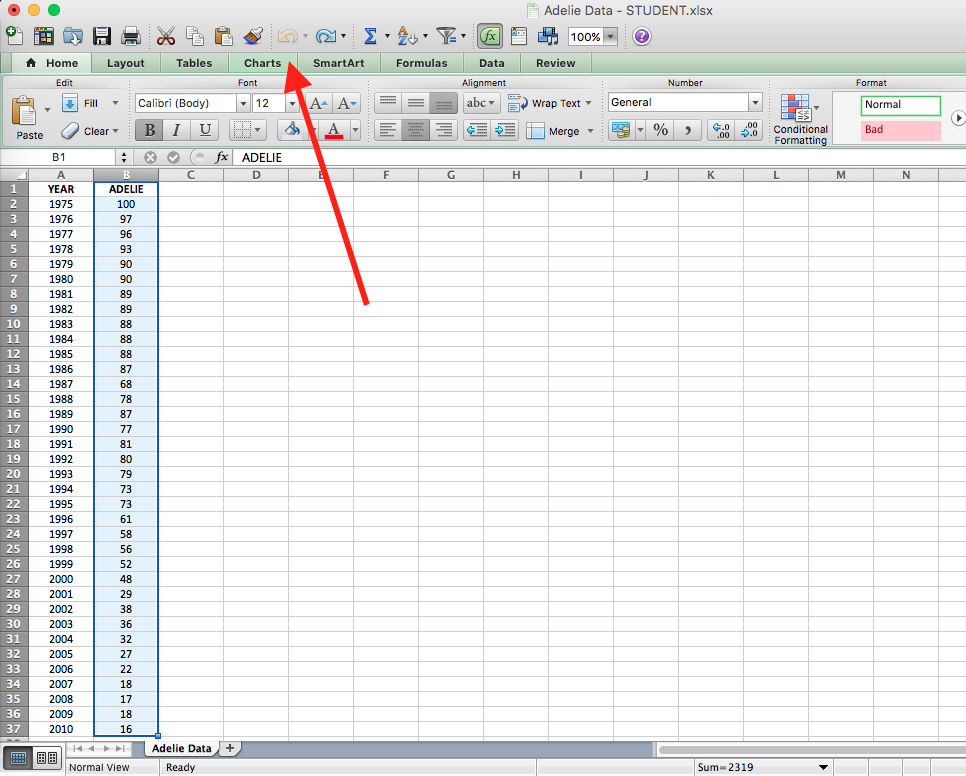 Adelie Data - STUDENT.xlsx
Σ fx 100% ?
Home Layout Tables Charts SmartArt Formulas Data Review
Edit Font Alignment Number Format
Fill Calibri (Body) 12 A A abc Wrap Text General Normal
Paste Clear B I U A Merge % , .0 .00 .00 .0 Conditional Formatting Bad
B1 fx ADELIE
A B C D E F G H I J K L M N
1 YEAR ADELIE
2 1975 100
3 1976 97
4 1977 96
5 1978 93
6 1979 90
7 1980 90
8 1981 89
9 1982 89
10 1983 88
11 1984 88
12 1985 88
13 1986 87
14 1987 68
15 1988 78
16 1989 87
17 1990 77
18 1991 81
19 1992 80
20 1993 79
21 1994 73
22 1995 73
23 1996 61
24 1997 58
25 1998 56
26 1999 52
27 2000 48
28 2001 29
29 2002 38
30 2003 36
31 2004 32
32 2005 27
33 2006 22
34 2007 18
35 2008 17
36 2009 18
37 2010 16
Adelie Data +
Normal View Ready Sum=2319